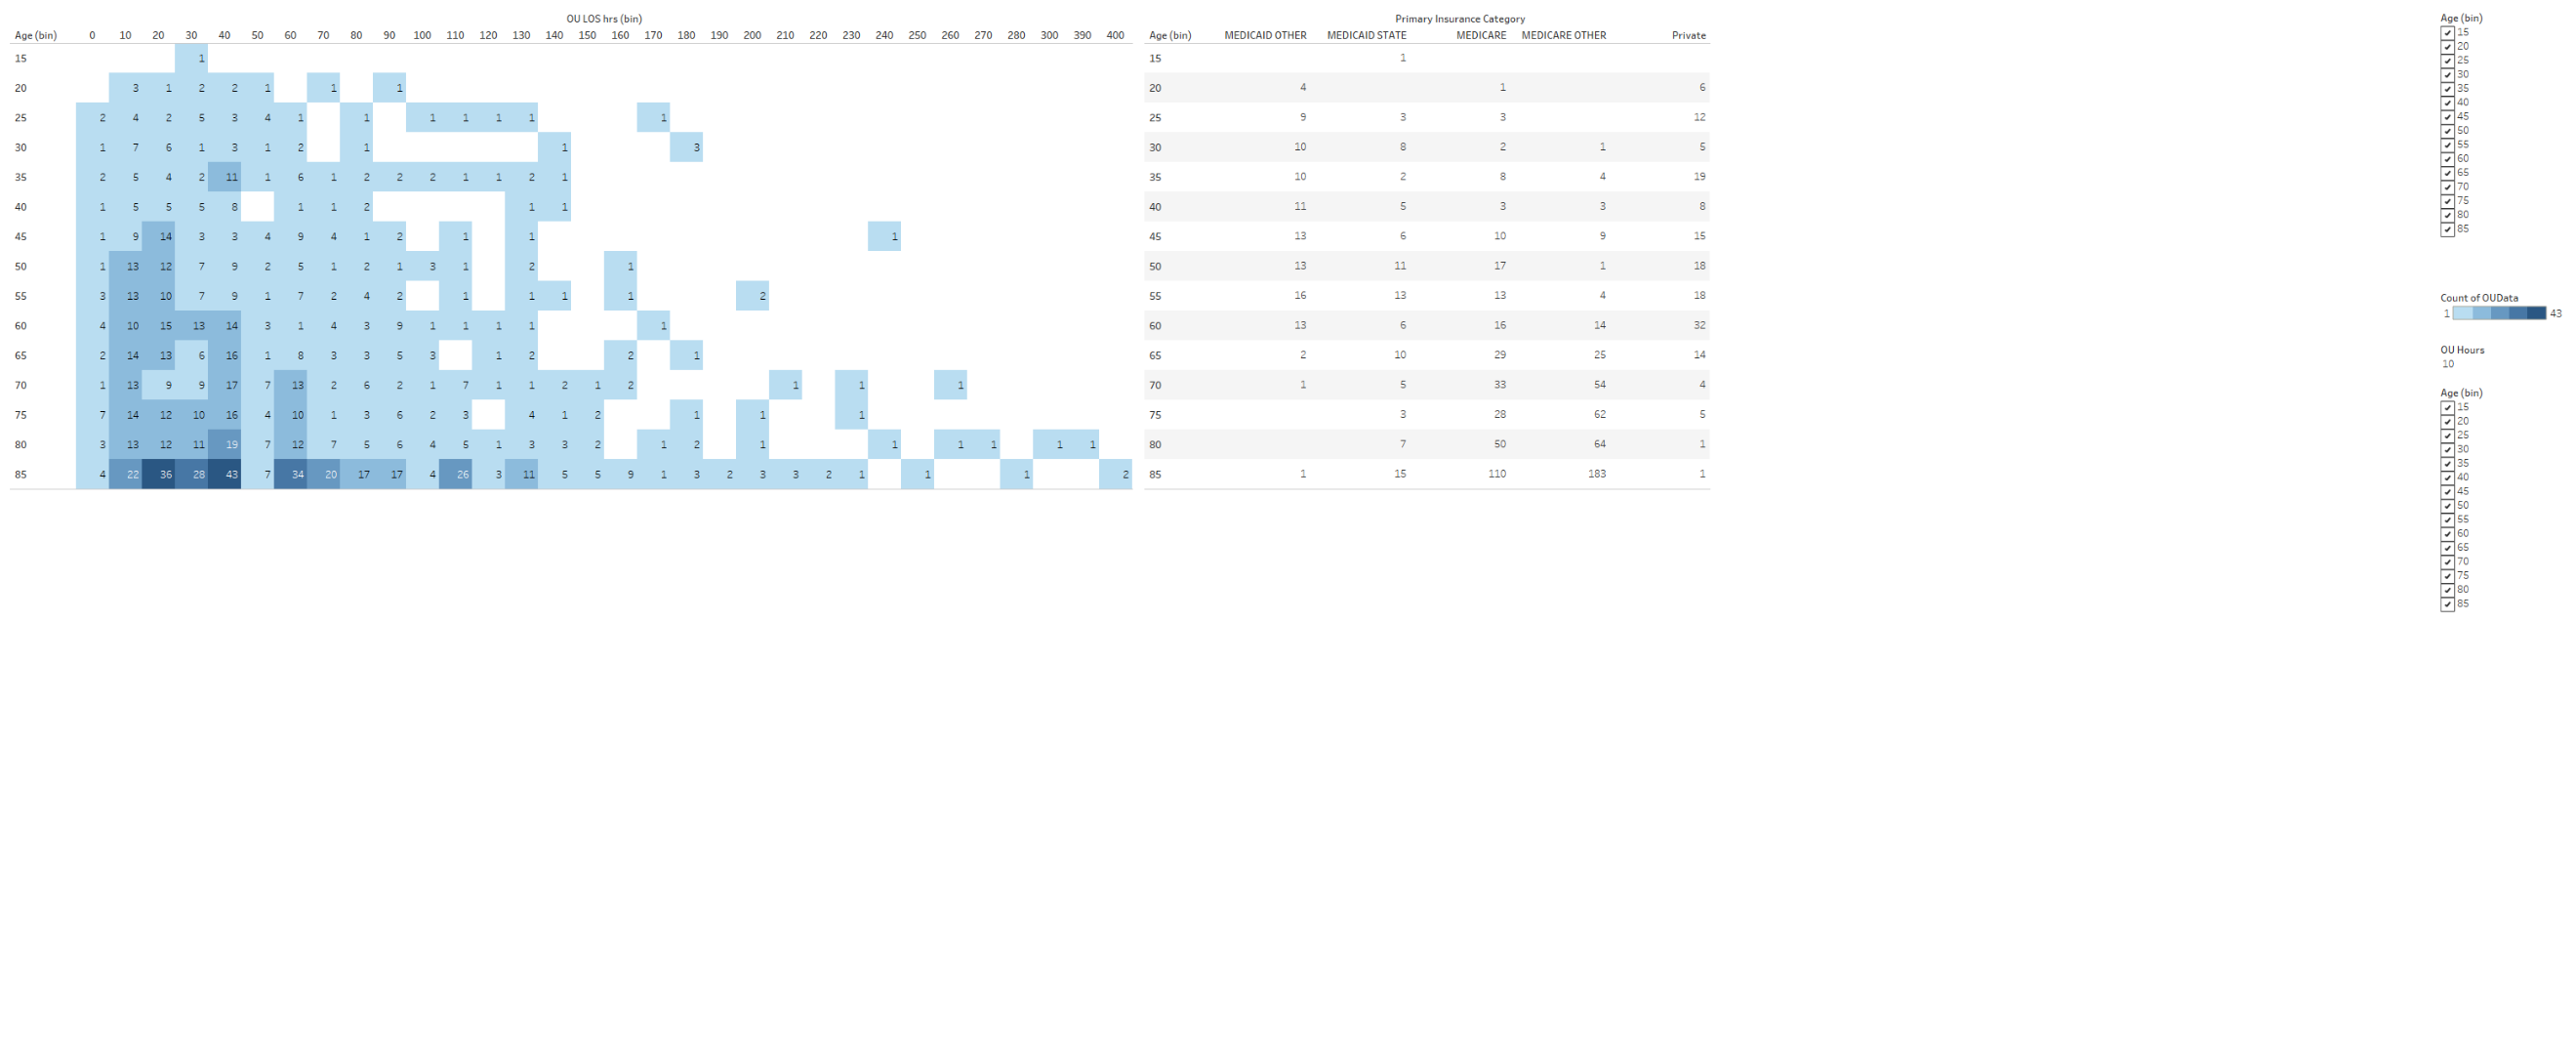 OU LOS hrs (bin)
Age (bin) 0 10 20 30 40 50 60 70 80 90 100 110 120 130 140 150 160 170 180 190 200 210 220 230 240 250 260 270 280 300 390 400
15 1
20 3 1 2 2 1 1 1
25 2 4 2 5 3 4 1 1 1 1 1 1 1
30 1 7 6 1 3 1 2 1 1 3
35 2 5 4 2 11 1 6 1 2 2 2 1 1 2 1
40 1 5 5 5 8 1 1 2 1 1
45 1 9 14 3 3 4 9 4 1 2 1 1 1
50 1 13 12 7 9 2 5 1 2 1 3 1 2 1
55 3 13 10 7 9 1 7 2 4 2 1 1 1 1 2
60 4 10 15 13 14 3 1 4 3 9 1 1 1 1 1
65 2 14 13 6 16 1 8 3 3 5 3 1 2 2 1
70 1 13 9 9 17 7 13 2 6 2 1 7 1 1 2 1 2 1 1 1
75 7 14 12 10 16 4 10 1 3 6 2 3 4 1 2 1 1 1
80 3 13 12 11 19 7 12 7 5 6 4 5 1 3 3 2 1 2 1 1 1 1 1 1
85 4 22 36 28 43 7 34 20 17 17 4 26 3 11 5 5 9 1 3 2 3 3 2 1 1 1 2
Primary Insurance Category
Age (bin) MEDICAID OTHER MEDICAID STATE MEDICARE MEDICARE OTHER Private
15 1
20 4 1 6
25 9 3 3 12
30 10 8 2 1 5
35 10 2 8 4 19
40 11 5 3 3 8
45 13 6 10 9 15
50 13 11 17 1 18
55 16 13 13 4 18
60 13 6 16 14 32
65 2 10 29 25 14
70 1 5 33 54 4
75 3 28 62 5
80 7 50 64 1
85 1 15 110 183 1
Age (bin)
15
20
25
30
35
40
45
50
55
60
65
70
75
80
85
Count of OUData
1 43
OU Hours
10
Age (bin)
15
20
25
30
35
40
45
50
55
60
65
70
75
80
85